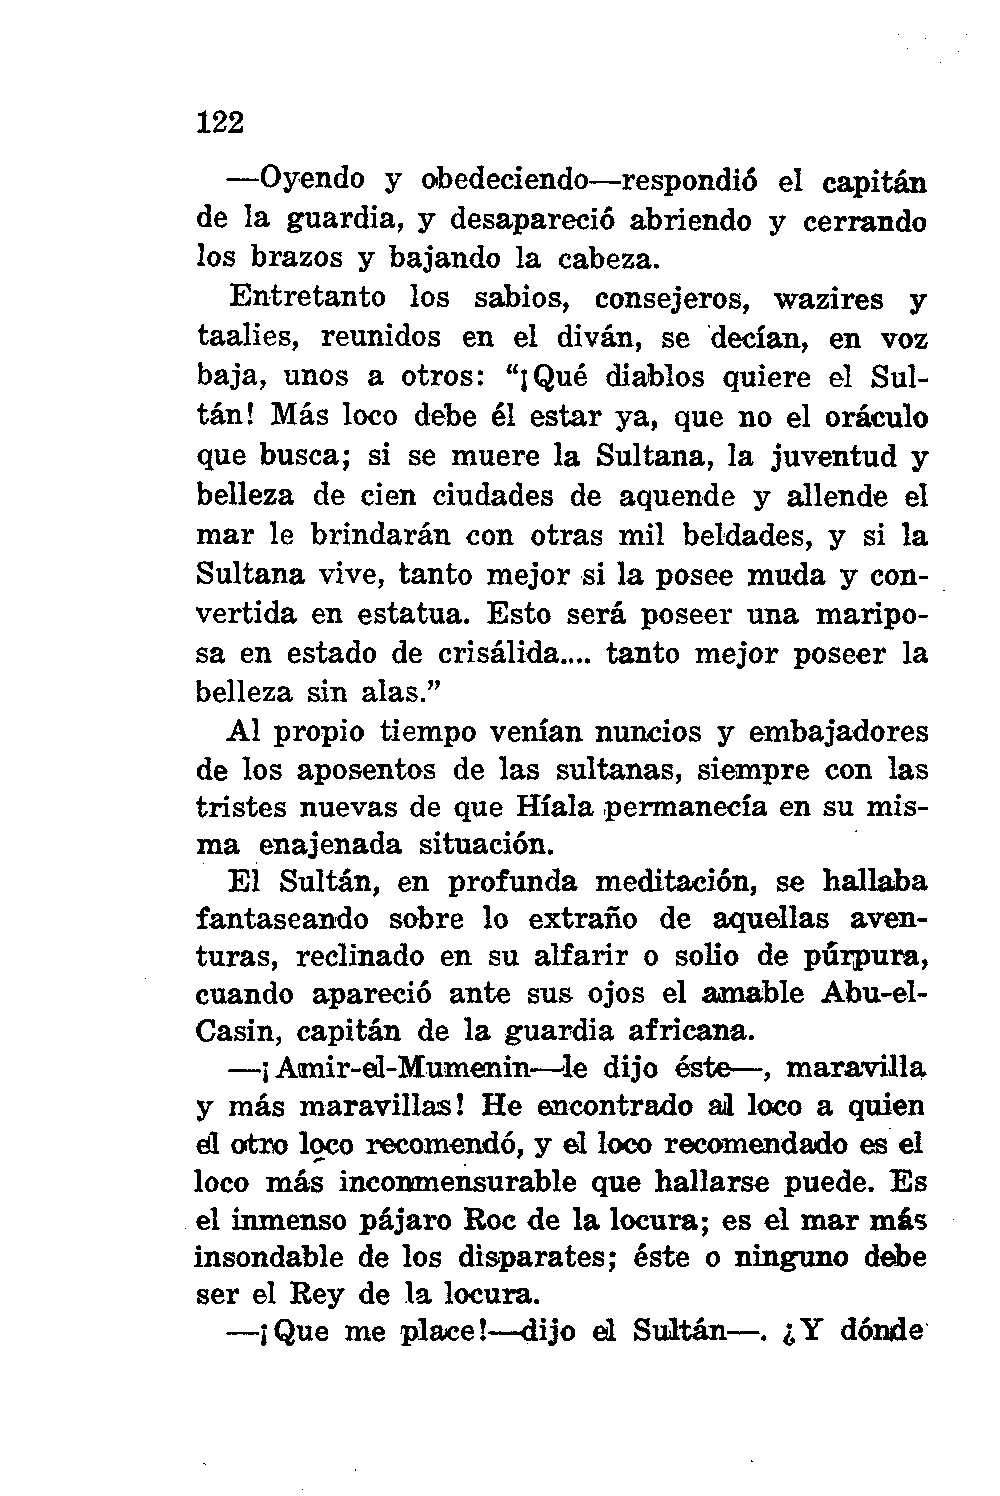 122
—Oyendo y obedeciendo—respondió el capitán
de la guardia, y desapareció abriendo y cerrando
los brazos y bajando la cabeza.
Entretanto los sabios, consejeros, wazires y
taalies, reunidos en el diván, se decían, en voz
baja, unos a otros: “¡Qué diablos quiere el Sul-
tán! Más loco debe él estar ya, que no el oráculo
que busca; si se muere la Sultana, la juventud y
belleza de cien ciudades de aquende y allende el
mar le brindarán con otras mil beldades, y si la
Sultana vive, tanto mejor si la posee muda y con-
vertida en estatua. Esto será poseer una maripo-
sa en estado de crisálida.... tanto mejor poseer la
belleza sin alas.”
Al propio tiempo venían nuncios y embajadores
de los aposentos de las sultanas, siempre con las
tristes nuevas de que Híala permanecía en su mis-
ma enajenada situación.
El Sultán, en profunda meditación, se hallaba
fantaseando sobre lo extraño de aquellas aven-
turas, reclinado en su alfarir o solio de púrpura,
cuando apareció ante sus ojos el amable Abu-el-
Casin, capitán de la guardia africana.
—¡Amir-el-Mumenin—le dijo éste—, maravilla
y más maravillas! He encontrado al loco a quien
el otro loco recomendó, y el loco recomendado es el
loco más inconmensurable que hallarse puede. Es
el inmenso pájaro Roc de la locura; es el mar más
insondable de los disparates; éste o ninguno debe
ser el Rey de la locura.
—¡Que me place!—dijo el Sultán—. ¿Y dónde